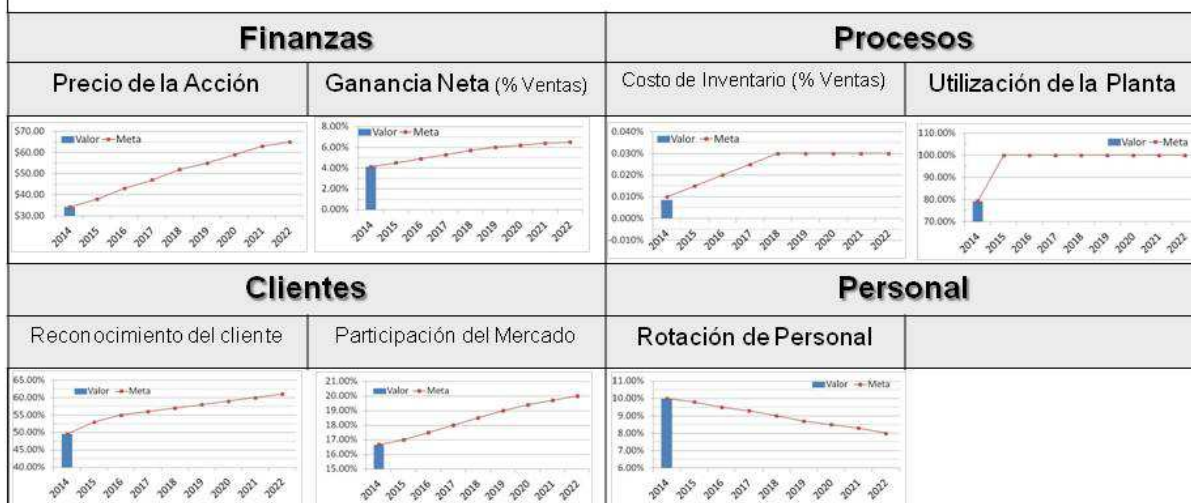 Finanzas
Procesos
Precio de la Acción
Ganancia Neta (% Ventas)
Costo de Inventario (% Ventas)
Utilización de la Planta
$70.00
$60.00
$50.00
$40.00
$30.00
Valor Meta
2014 2015 2016 2017 2018 2019 2020 2021 2022
8.00%
6.00%
4.00%
2.00%
0.00%
Valor Meta
2014 2015 2016 2017 2018 2019 2020 2021 2022
0.040%
0.030%
0.020%
0.010%
0.000%
-0.010%
Valor Meta
2014 2015 2016 2017 2018 2019 2020 2021 2022
110.00%
100.00%
90.00%
80.00%
70.00%
Valor Meta
2014 2015 2016 2017 2018 2019 2020 2021 2022
Clientes
Personal
Reconocimiento del cliente
Participación del Mercado
Rotación de Personal
65.00%
60.00%
55.00%
50.00%
45.00%
40.00%
Valor Meta
2014 2015 2016 2017 2018 2019 2020 2021 2022
21.00%
20.00%
19.00%
18.00%
17.00%
16.00%
15.00%
Valor Meta
2014 2015 2016 2017 2018 2019 2020 2021 2022
11.00%
10.00%
9.00%
8.00%
7.00%
6.00%
Valor Meta
2014 2015 2016 2017 2018 2019 2020 2021 2022